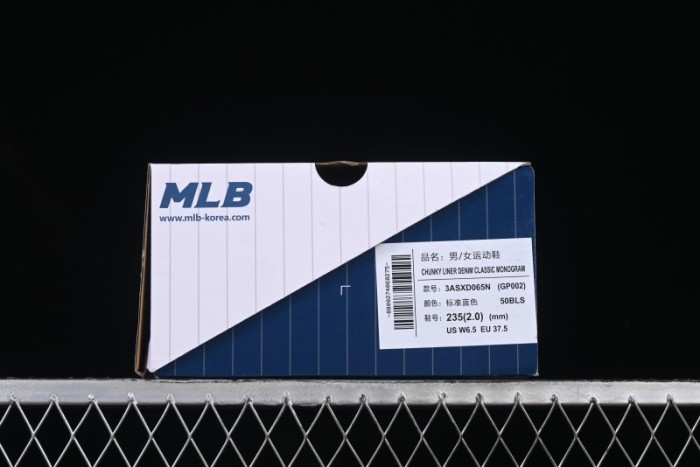 MLB
www.mlb-korea.com
品名: 男/女运动鞋
CHUNKY LINER DENIM CLASSIC MONOGRAM
款号: 3ASXD065N (GP002)
颜色: 标准蓝色 50BLS
鞋号: 235(2.0) (mm)
US W6.5 EU 37.5